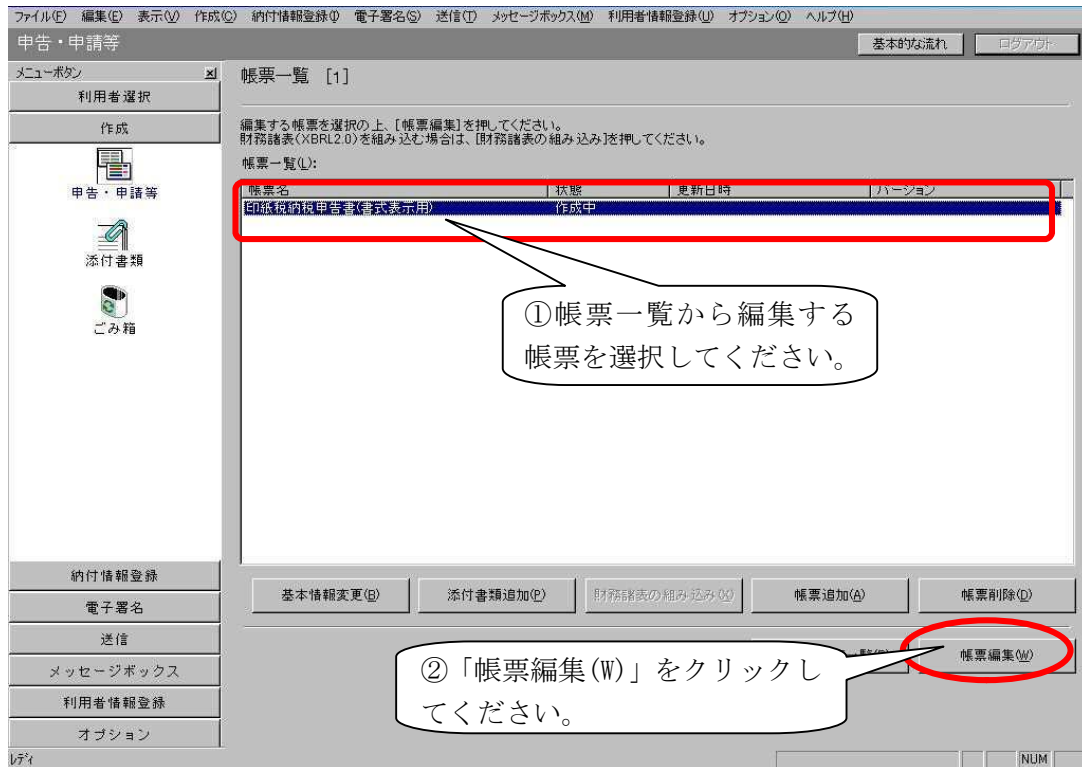 ファイル(F) 編集(E) 表示(V) 作成(C) 納付情報登録(I) 電子署名(S) 送信(T) メッセージボックス(M) 利用者情報登録(U) オプション(O) ヘルプ(H)
申告・申請等 基本的な流れ ログアウト
メニューボタン
利用者選択
作成
申告・申請等
添付書類
ごみ箱
納付情報登録
電子署名
送信
メッセージボックス
利用者情報登録
オプション
帳票一覧 [1]
編集する帳票を選択の上、[帳票編集]を押してください。
財務諸表(XBRL2.0)を組み込む場合は、[財務諸表の組み込み]を押してください。
帳票一覧(L):
帳票名 状態 更新日時 バージョン
印紙税納税申告書(書式表示用) 作成中
①帳票一覧から編集する
帳票を選択してください。
基本情報変更(B) 添付書類追加(P) 財務諸表の組み込み(X) 帳票追加(A) 帳票削除(D)
帳票編集(W)
②「帳票編集(W)」をクリックし
てください。
レディ NUM